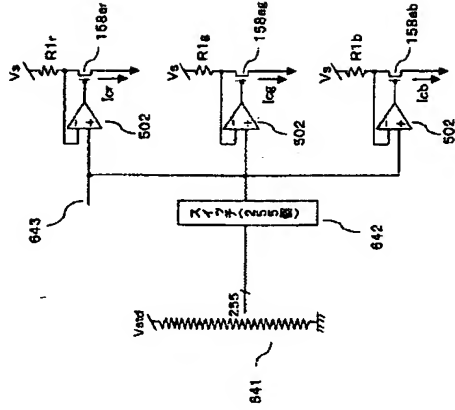 Vs
R1r
158ar
Icr
502
643
Vs
R1g
158ag
Icg
502
スイッチ(255個)
642
Vstd
255
641
Vs
R1b
158ab
Icb
502